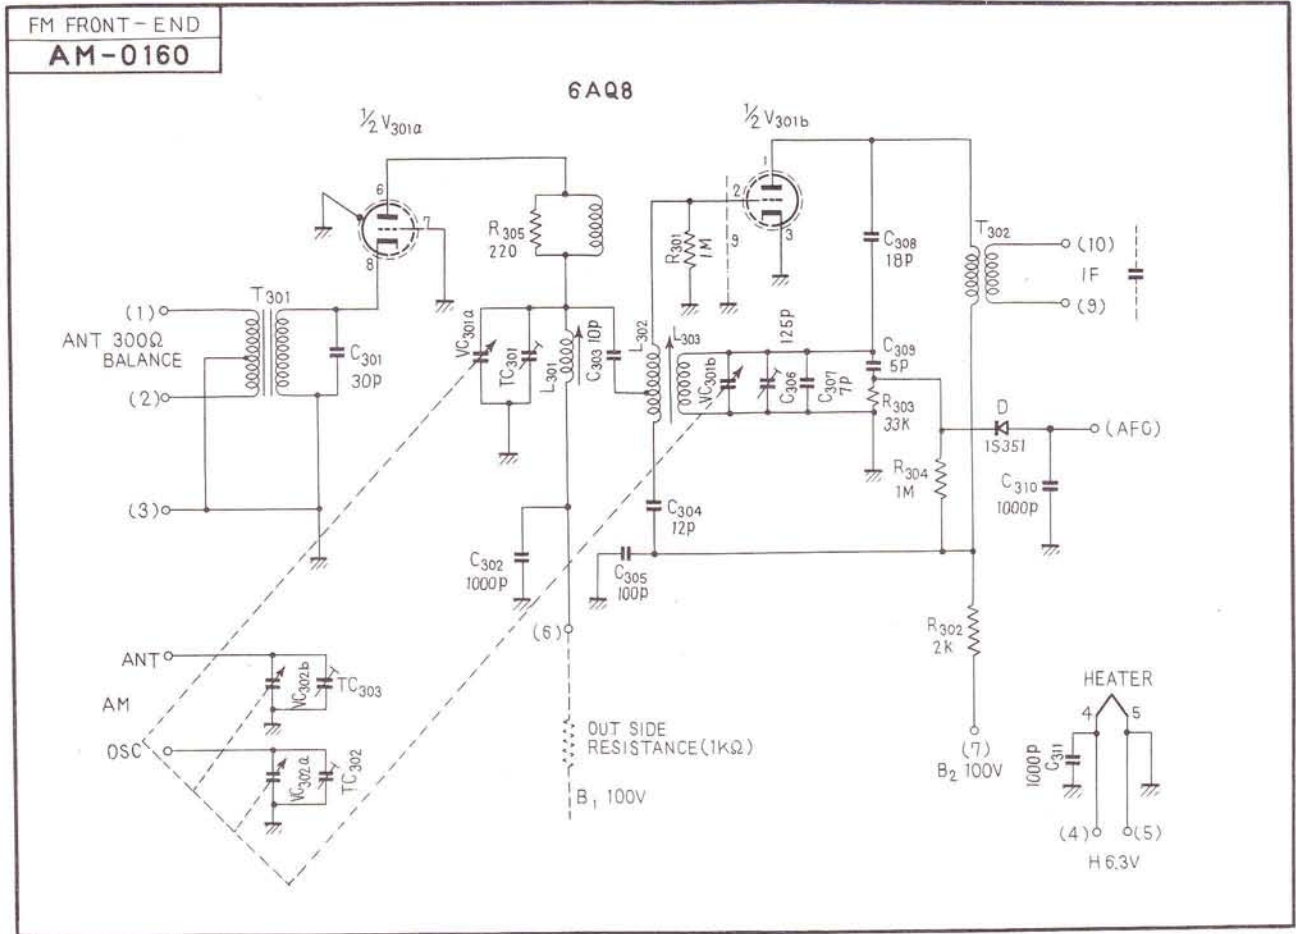 FM FRONT-END
AM-0160
6AQ8
½ V301a
½ V301b
6
7
8
1
2
3
9
R305
220
R301
1M
C308
18P
T302
(10)
1F
(9)
(1)
ANT 300Ω
BALANCE
(2)
(3)
T301
C301
30P
VC301a
TC301
L301
C303
10P
L302
L303
VC301b
126P
C306
C307
7P
C309
5P
R303
33K
D
1S351
(AFC)
R304
1M
C310
1000P
C304
12P
C302
1000P
C305
100P
(6)
R302
2K
ANT
AM
OSC
VC302b
TC303
VC302a
TC302
OUT SIDE
RESISTANCE(1KΩ)
B1 100V
(7)
B2 100V
HEATER
4
5
1000P
C311
(4)
(5)
H 6.3V